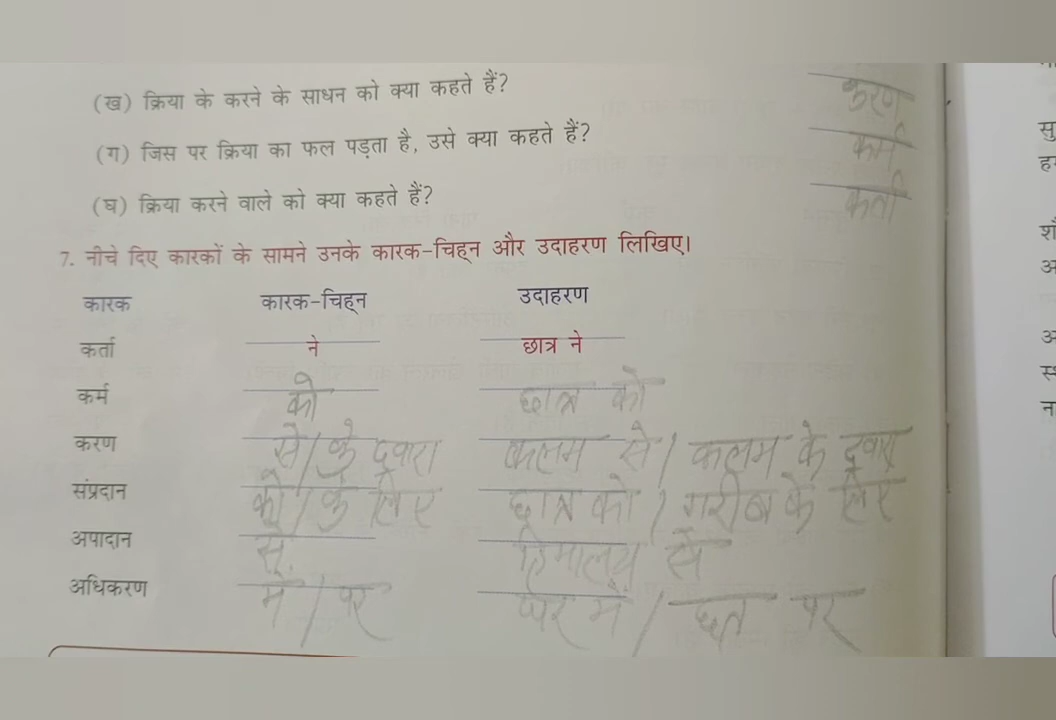 (ख) क्रिया के करने के साधन को क्या कहते हैं? करण
(ग) जिस पर क्रिया का फल पड़ता है, उसे क्या कहते हैं? कर्म
(घ) क्रिया करने वाले को क्या कहते हैं? कर्ता
7. नीचे दिए कारकों के सामने उनके कारक-चिह्न और उदाहरण लिखिए।
कारक कारक-चिह्न उदाहरण
कर्ता ने छात्र ने
कर्म को छात्र को
करण से/के द्वारा कलम से/ कलम के द्वारा
संप्रदान को/के लिए छात्र को/ गरीब के लिए
अपादान से हिमालय से
अधिकरण में/पर घर में/ छत पर